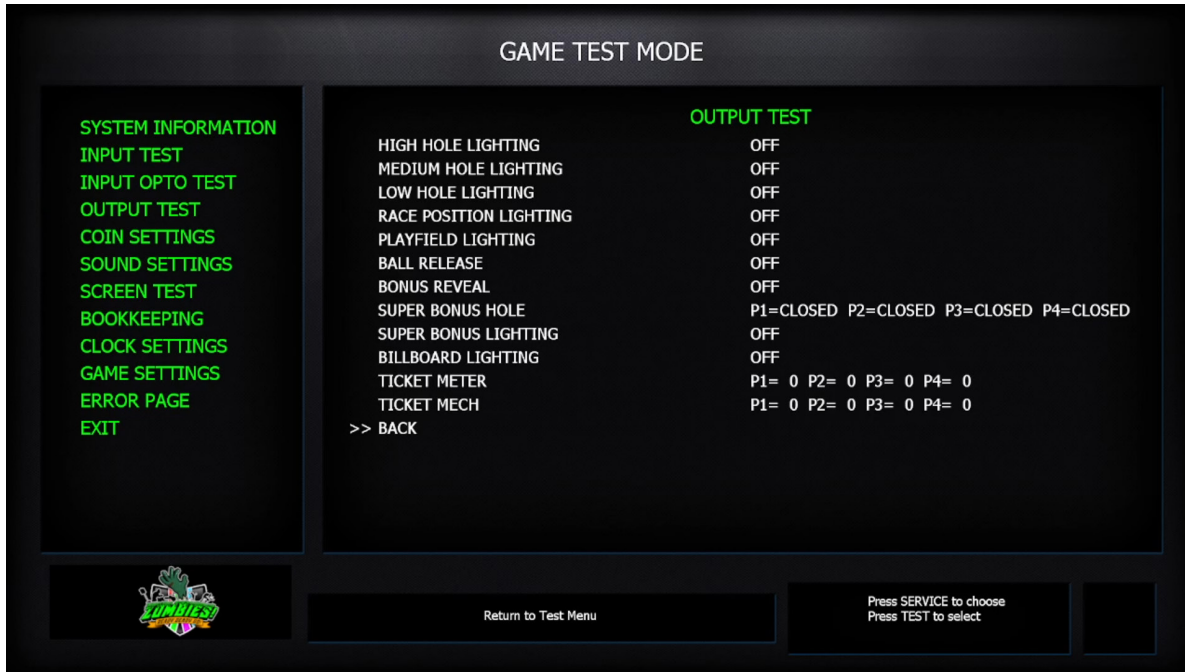 GAME TEST MODE
SYSTEM INFORMATION
INPUT TEST
INPUT OPTO TEST
OUTPUT TEST
COIN SETTINGS
SOUND SETTINGS
SCREEN TEST
BOOKKEEPING
CLOCK SETTINGS
GAME SETTINGS
ERROR PAGE
EXIT
OUTPUT TEST
HIGH HOLE LIGHTING OFF
MEDIUM HOLE LIGHTING OFF
LOW HOLE LIGHTING OFF
RACE POSITION LIGHTING OFF
PLAYFIELD LIGHTING OFF
BALL RELEASE OFF
BONUS REVEAL OFF
SUPER BONUS HOLE P1=CLOSED P2=CLOSED P3=CLOSED P4=CLOSED
SUPER BONUS LIGHTING OFF
BILLBOARD LIGHTING OFF
TICKET METER P1= 0 P2= 0 P3= 0 P4= 0
TICKET MECH P1= 0 P2= 0 P3= 0 P4= 0
>> BACK
ZOMBIES!
Return to Test Menu
Press SERVICE to choose
Press TEST to select